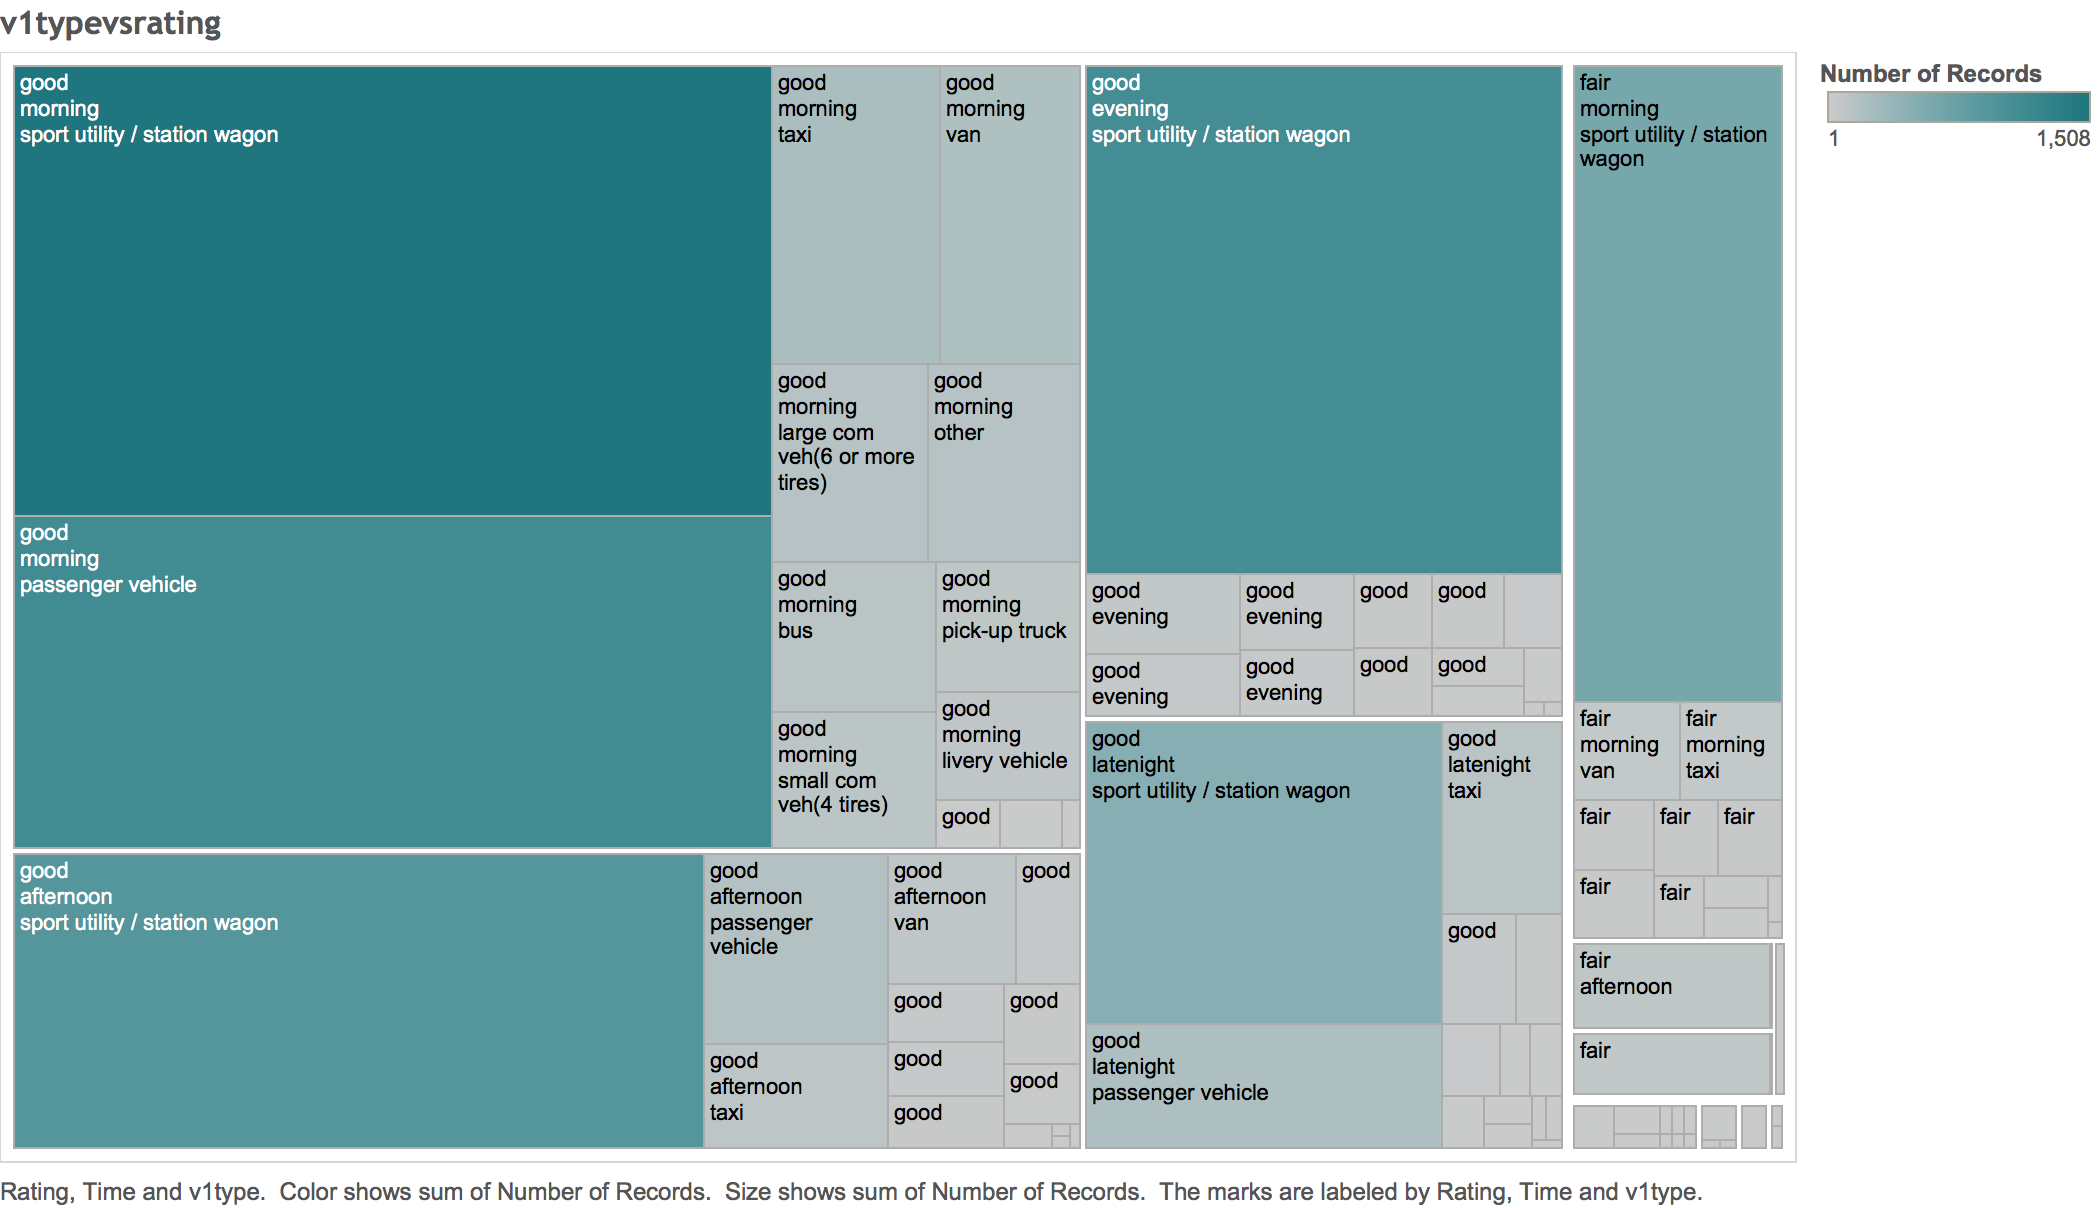 v1typevsrating
good
morning
sport utility / station wagon
good
morning
taxi
good
morning
van
good
morning
large com
veh(6 or more
tires)
good
morning
other
good
morning
passenger vehicle
good
morning
bus
good
morning
pick-up truck
good
morning
small com
veh(4 tires)
good
morning
livery vehicle
good
good
afternoon
sport utility / station wagon
good
afternoon
passenger
vehicle
good
afternoon
van
good
good
afternoon
taxi
good
good
good
good
good
good
evening
sport utility / station wagon
good
evening
good
evening
good
good
good
evening
good
evening
good
good
good
latenight
sport utility / station wagon
good
latenight
taxi
good
good
latenight
passenger vehicle
fair
morning
sport utility / station
wagon
fair
morning
van
fair
morning
taxi
fair
fair
fair
fair
fair
fair
afternoon
fair
Number of Records
1
1,508
Rating, Time and v1type.  Color shows sum of Number of Records.  Size shows sum of Number of Records.  The marks are labeled by Rating, Time and v1type.